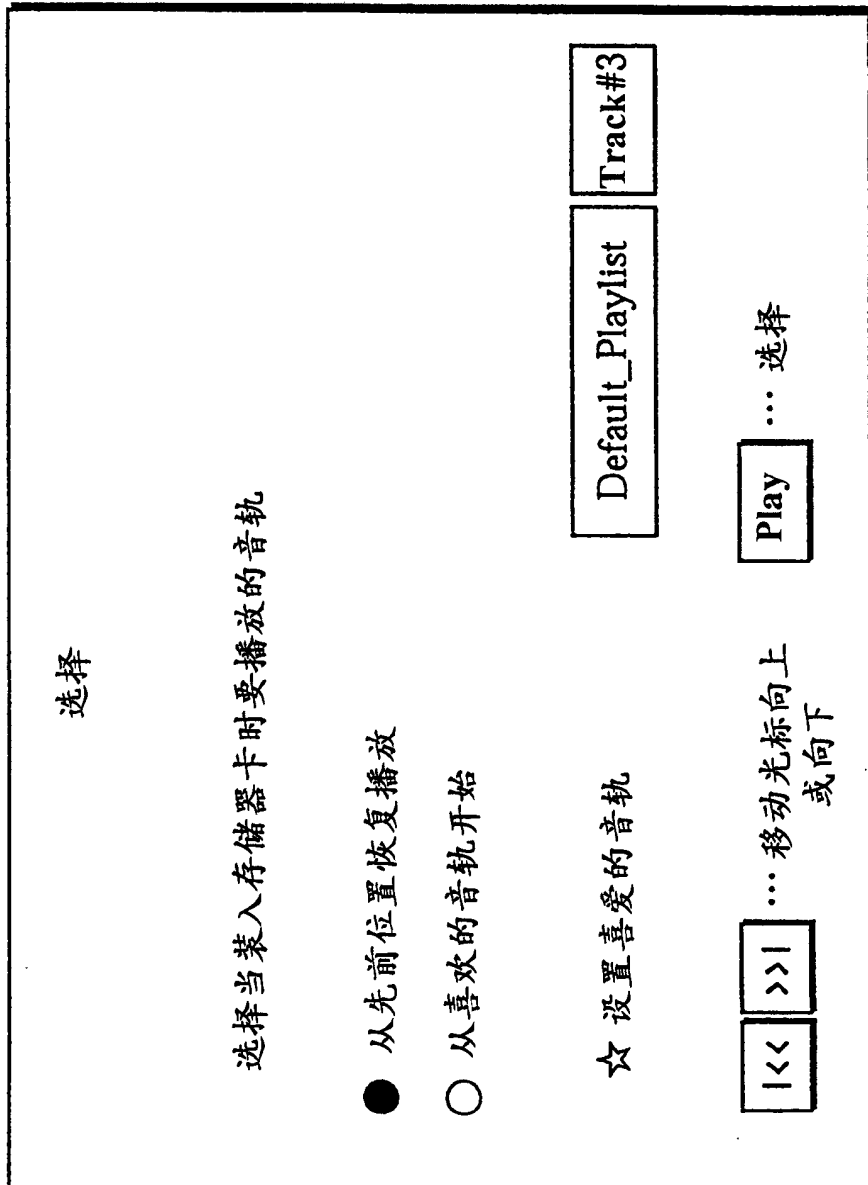 选择
选择当装入存储器卡时要播放的音轨
● 从先前位置恢复播放
○ 从喜欢的音轨开始
☆ 设置喜爱的音轨 Default_Playlist Track#3
|<< >>| … 移动光标向上 Play … 选择
或向下